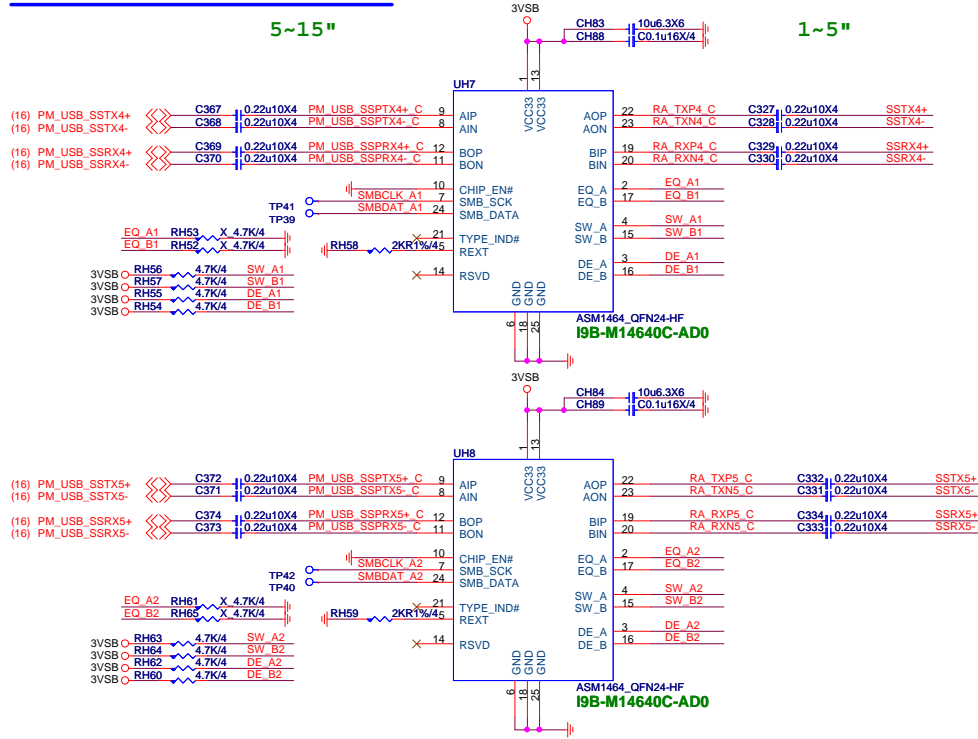 5~15"
3VSB
CH83 10u6.3X6
CH88 C0.1u16X/4
1~5"
UH7
1 13
VCC33 VCC33
(16) PM_USB_SSTX4+ C367 0.22u10X4 PM_USB_SSPTX4+_C 9 AIP
(16) PM_USB_SSTX4- C368 0.22u10X4 PM_USB_SSPTX4-_C 8 AIN
(16) PM_USB_SSRX4+ C369 0.22u10X4 PM_USB_SSPRX4+_C 12 BOP
(16) PM_USB_SSRX4- C370 0.22u10X4 PM_USB_SSPRX4-_C 11 BON
AOP 22 RA_TXP4_C C327 0.22u10X4 SSTX4+
AON 23 RA_TXN4_C C328 0.22u10X4 SSTX4-
BIP 19 RA_RXP4_C C329 0.22u10X4 SSRX4+
BIN 20 RA_RXN4_C C330 0.22u10X4 SSRX4-
10 CHIP_EN#
TP41 SMBCLK_A1 7 SMB_SCK
TP39 SMBDAT_A1 24 SMB_DATA
21 TYPE_IND#
RH58 2KR1%/4 5 REXT
14 RSVD
EQ_A 2 EQ_A1
EQ_B 17 EQ_B1
SW_A 4 SW_A1
SW_B 15 SW_B1
DE_A 3 DE_A1
DE_B 16 DE_B1
EQ_A1 RH53 X_4.7K/4
EQ_B1 RH52 X_4.7K/4
3VSB RH56 4.7K/4 SW_A1
3VSB RH57 4.7K/4 SW_B1
3VSB RH55 4.7K/4 DE_A1
3VSB RH54 4.7K/4 DE_B1
GND GND GND
6 18 25
ASM1464_QFN24-HF
I9B-M14640C-AD0
3VSB
CH84 10u6.3X6
CH89 C0.1u16X/4
UH8
1 13
VCC33 VCC33
(16) PM_USB_SSTX5+ C372 0.22u10X4 PM_USB_SSPTX5+_C 9 AIP
(16) PM_USB_SSTX5- C371 0.22u10X4 PM_USB_SSPTX5-_C 8 AIN
(16) PM_USB_SSRX5+ C374 0.22u10X4 PM_USB_SSPRX5+_C 12 BOP
(16) PM_USB_SSRX5- C373 0.22u10X4 PM_USB_SSPRX5-_C 11 BON
AOP 22 RA_TXP5_C C332 0.22u10X4 SSTX5+
AON 23 RA_TXN5_C C331 0.22u10X4 SSTX5-
BIP 19 RA_RXP5_C C334 0.22u10X4 SSRX5+
BIN 20 RA_RXN5_C C333 0.22u10X4 SSRX5-
10 CHIP_EN#
TP42 SMBCLK_A2 7 SMB_SCK
TP40 SMBDAT_A2 24 SMB_DATA
21 TYPE_IND#
RH59 2KR1%/4 5 REXT
14 RSVD
EQ_A 2 EQ_A2
EQ_B 17 EQ_B2
SW_A 4 SW_A2
SW_B 15 SW_B2
DE_A 3 DE_A2
DE_B 16 DE_B2
EQ_A2 RH61 X_4.7K/4
EQ_B2 RH65 X_4.7K/4
3VSB RH63 4.7K/4 SW_A2
3VSB RH64 4.7K/4 SW_B2
3VSB RH62 4.7K/4 DE_A2
3VSB RH60 4.7K/4 DE_B2
GND GND GND
6 18 25
ASM1464_QFN24-HF
I9B-M14640C-AD0